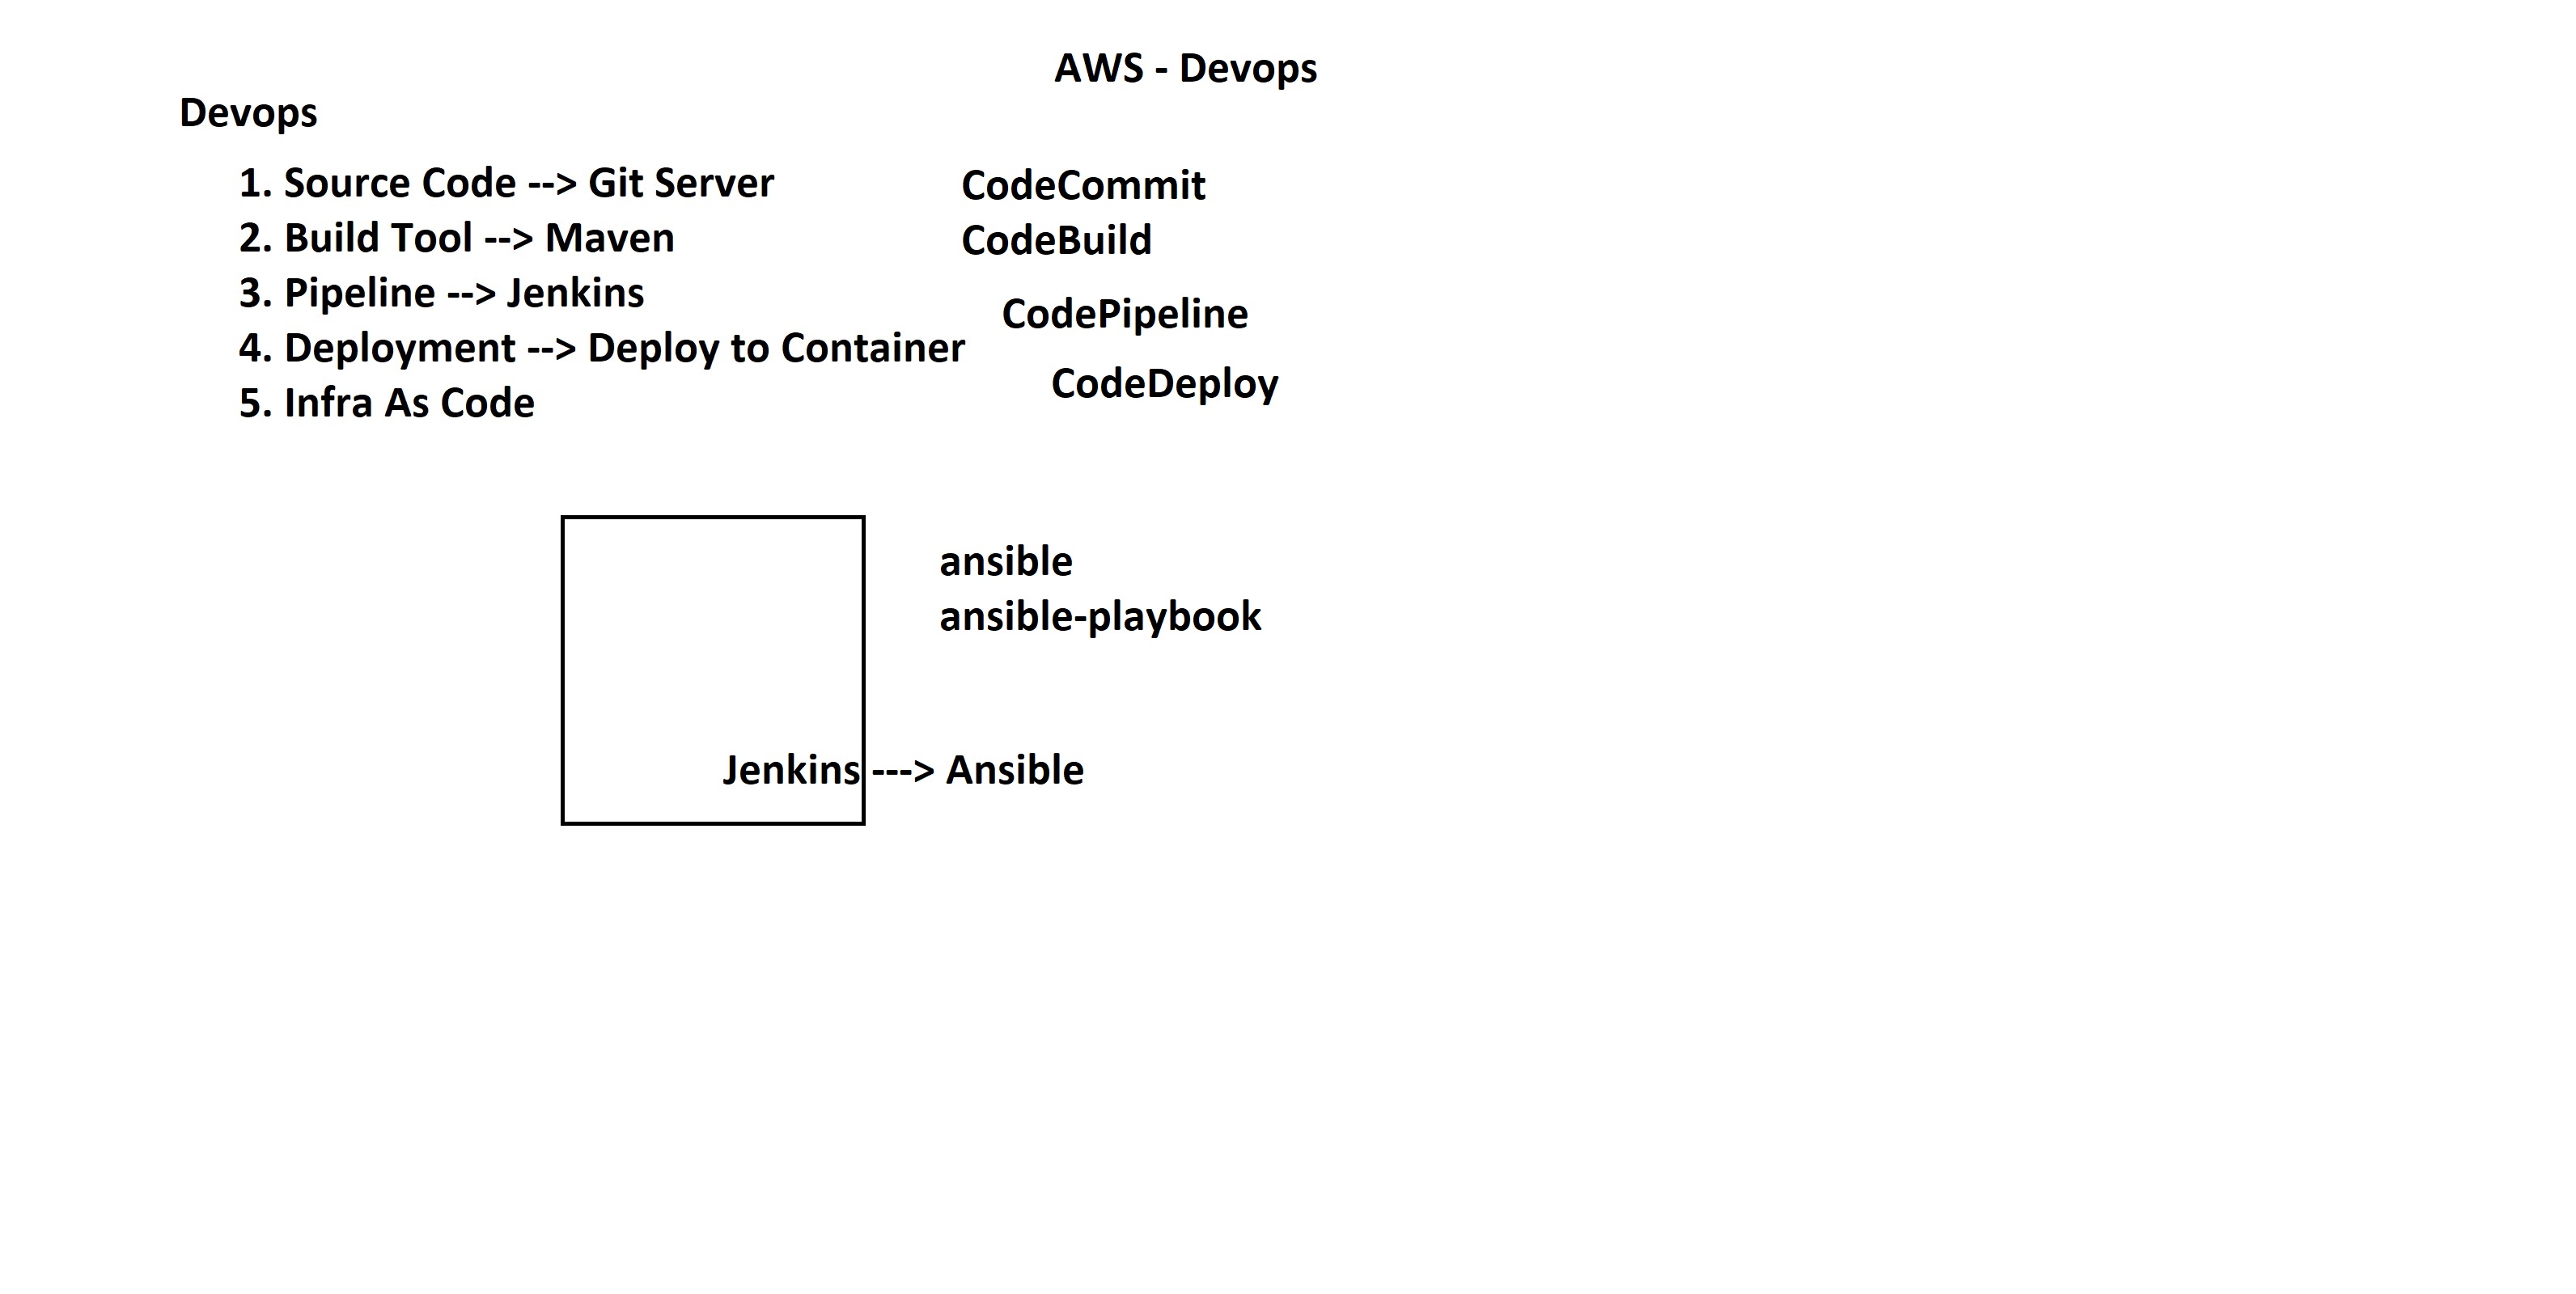 AWS - Devops
Devops
1. Source Code --> Git Server
2. Build Tool --> Maven
3. Pipeline --> Jenkins
4. Deployment --> Deploy to Container
5. Infra As Code
CodeCommit
CodeBuild
CodePipeline
CodeDeploy
ansible
ansible-playbook
Jenkins ---> Ansible